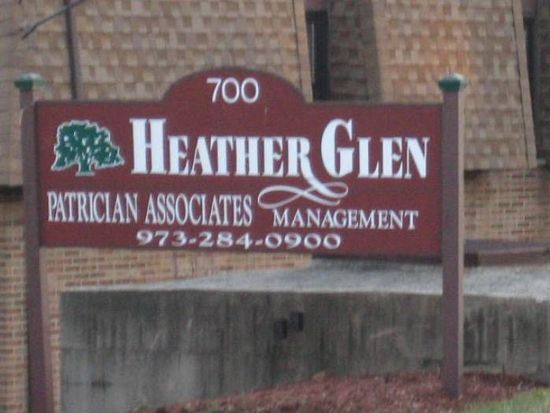 700
HEATHER GLEN
PATRICIAN ASSOCIATES MANAGEMENT
973-284-0900